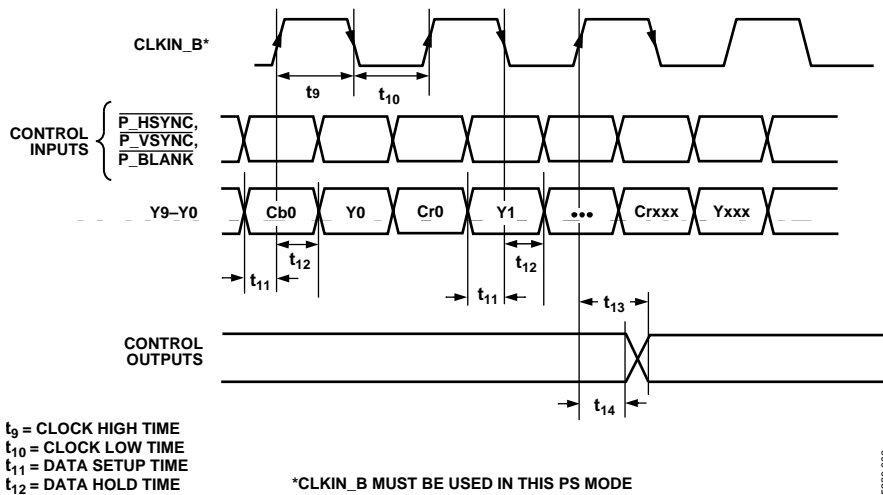 CLKIN_B*
t9
t10
CONTROL INPUTS
P_HSYNC,
P_VSYNC,
P_BLANK
Y9–Y0
Cb0 Y0 Cr0 Y1 ••• Crxxx Yxxx
t12
t12
t11
t11
t13
CONTROL OUTPUTS
t14
t9 = CLOCK HIGH TIME
t10 = CLOCK LOW TIME
t11 = DATA SETUP TIME
t12 = DATA HOLD TIME
*CLKIN_B MUST BE USED IN THIS PS MODE